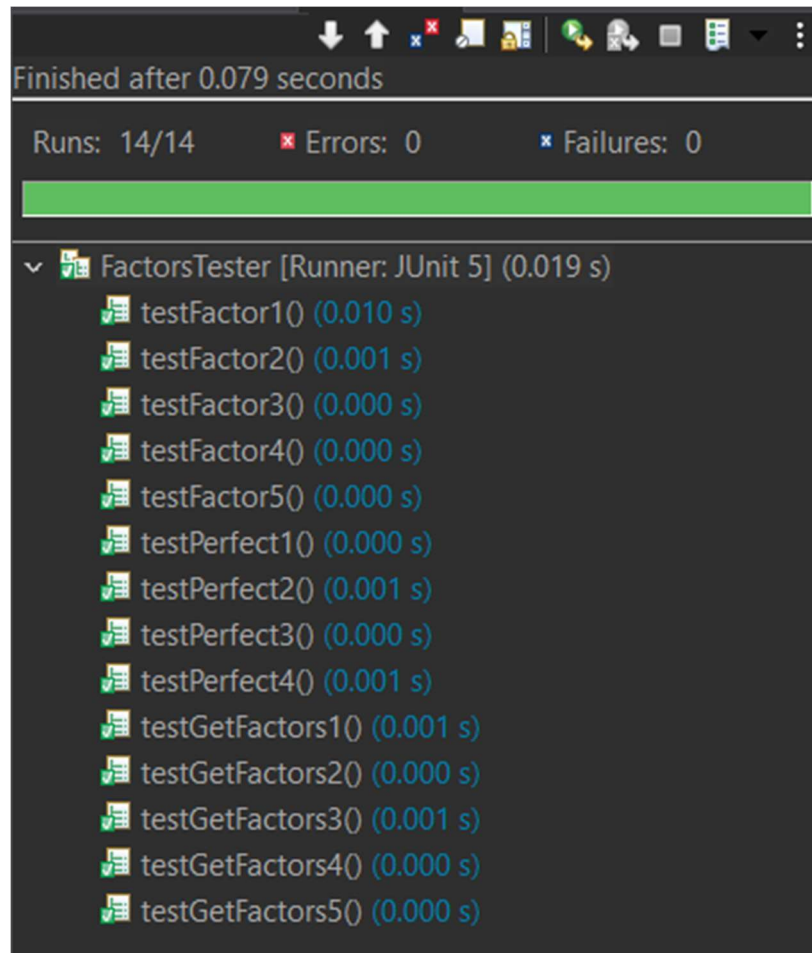 Finished after 0.079 seconds
Runs: 14/14 Errors: 0 Failures: 0
FactorsTester [Runner: JUnit 5] (0.019 s)
testFactor1() (0.010 s)
testFactor2() (0.001 s)
testFactor3() (0.000 s)
testFactor4() (0.000 s)
testFactor5() (0.000 s)
testPerfect1() (0.000 s)
testPerfect2() (0.001 s)
testPerfect3() (0.000 s)
testPerfect4() (0.001 s)
testGetFactors1() (0.001 s)
testGetFactors2() (0.000 s)
testGetFactors3() (0.001 s)
testGetFactors4() (0.000 s)
testGetFactors5() (0.000 s)